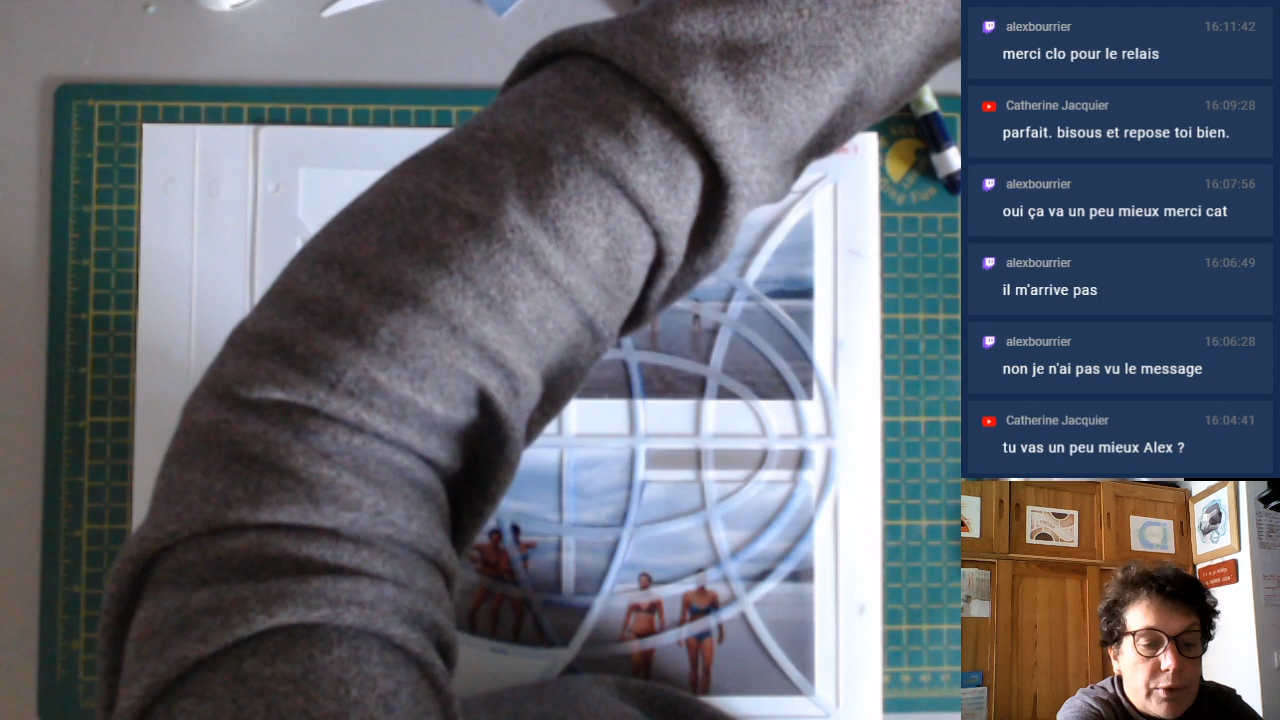 alexbourrier 16:11:42
merci clo pour le relais
Catherine Jacquier 16:09:28
parfait. bisous et repose toi bien.
alexbourrier 16:07:56
oui ça va un peu mieux merci cat
alexbourrier 16:06:49
il m'arrive pas
alexbourrier 16:06:28
non je n'ai pas vu le message
Catherine Jacquier 16:04:41
tu vas un peu mieux Alex ?